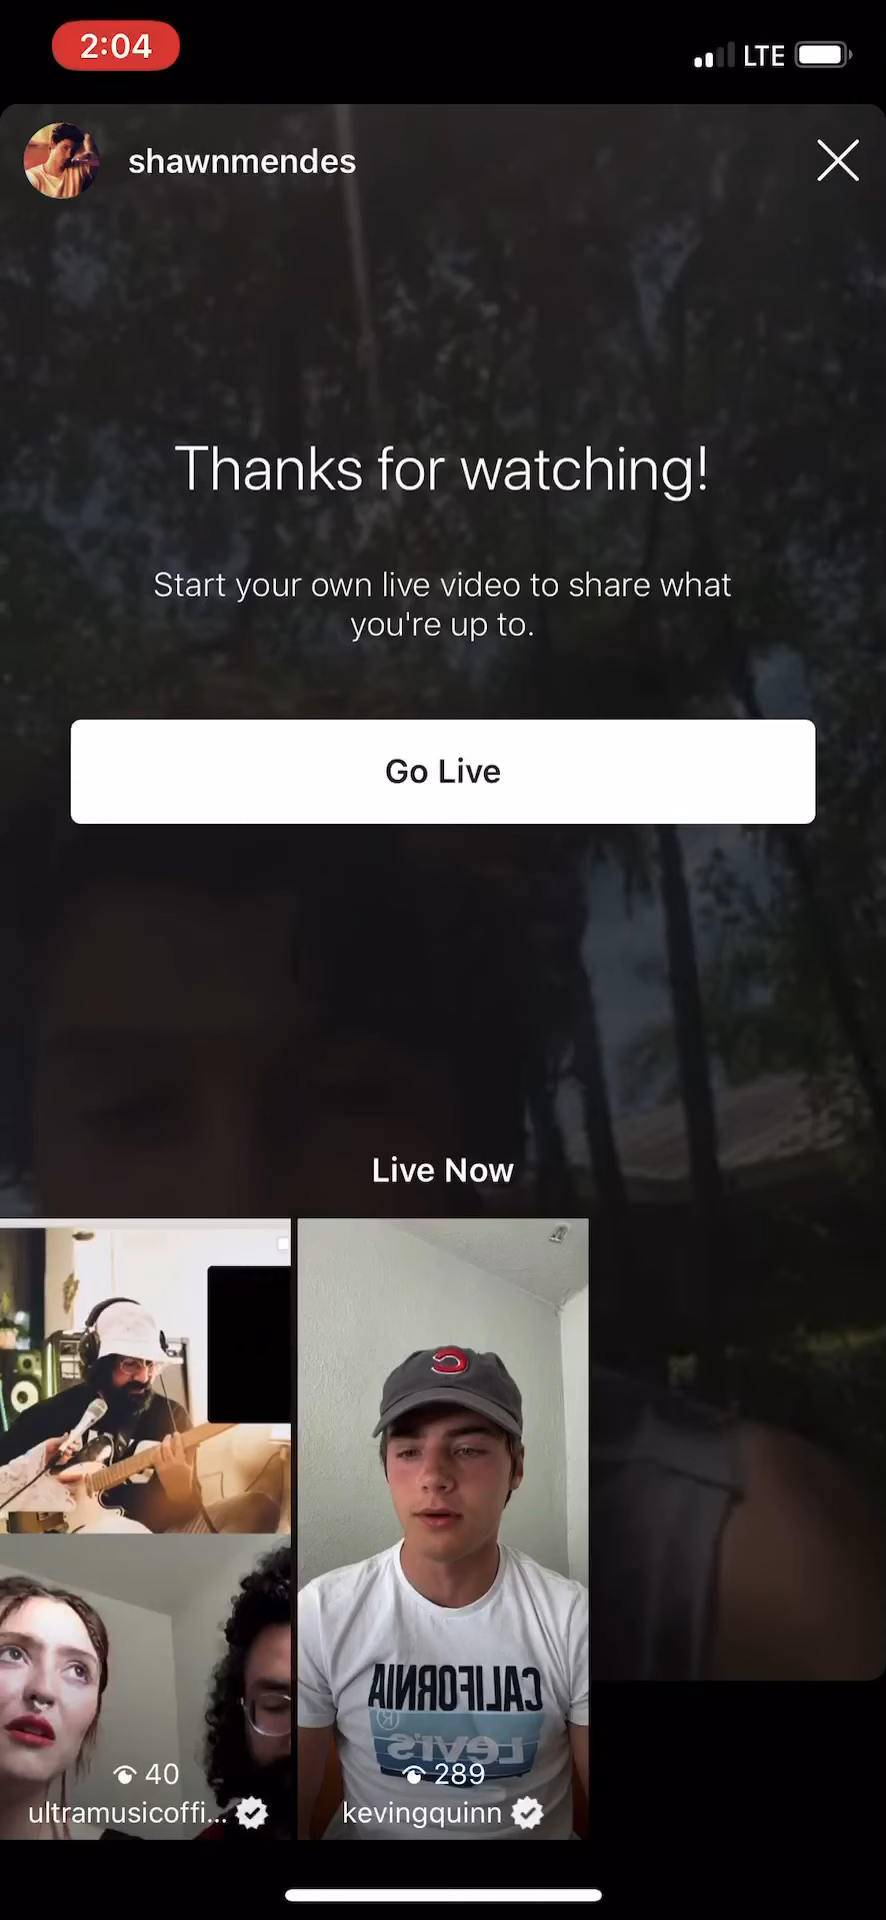 2:04
LTE
shawnmendes
Thanks for watching!
Start your own live video to share what
you're up to.
Go Live
Live Now
CALIFORNIA
®
Levi's
40
289
ultramusicoffi...
kevingquinn